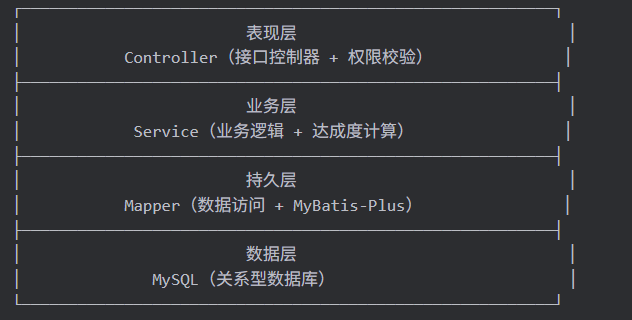 表现层
Controller（接口控制器 + 权限校验）
业务层
Service（业务逻辑 + 达成度计算）
持久层
Mapper（数据访问 + MyBatis-Plus）
数据层
MySQL（关系型数据库）